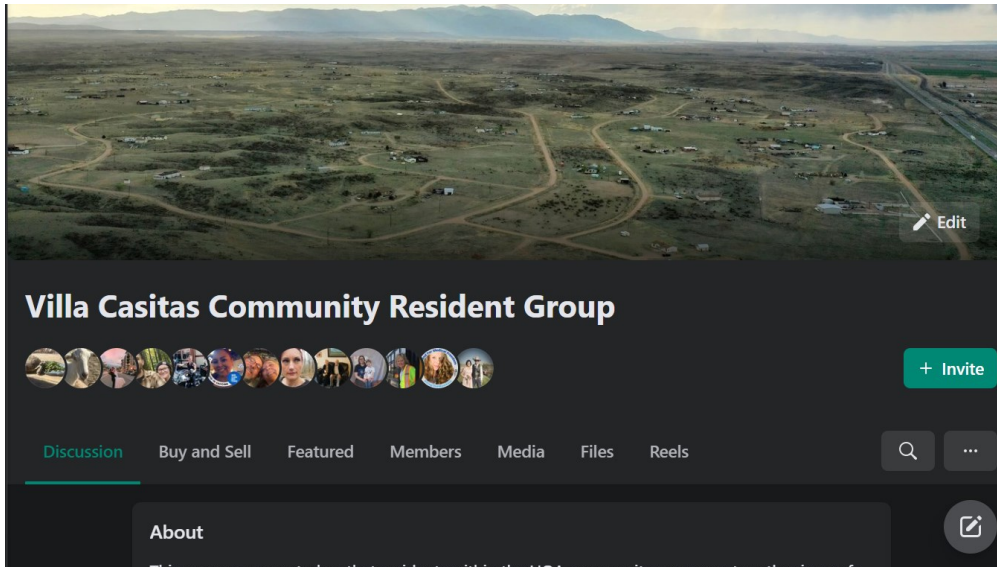 Edit
Villa Casitas Community Resident Group
+ Invite
Discussion Buy and Sell Featured Members Media Files Reels
About